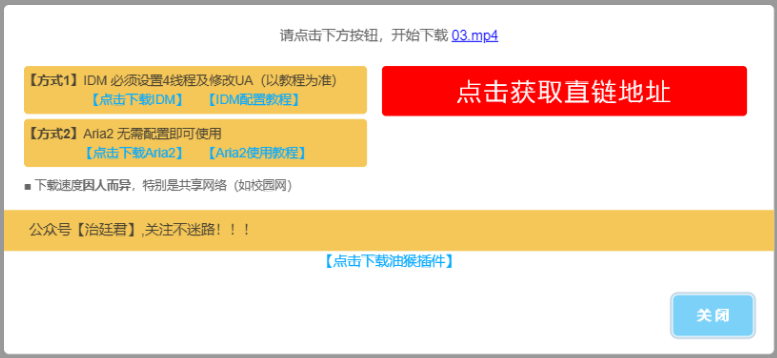 请点击下方按钮，开始下载 03.mp4
【方式1】IDM 必须设置4线程及修改UA（以教程为准）
【点击下载IDM】 【IDM配置教程】
点击获取直链地址
【方式2】Aria2 无需配置即可使用
【点击下载Aria2】 【Aria2使用教程】
■ 下载速度因人而异，特别是共享网络（如校园网）
公众号【治廷君】,关注不迷路！！！
【点击下载油猴插件】
关闭